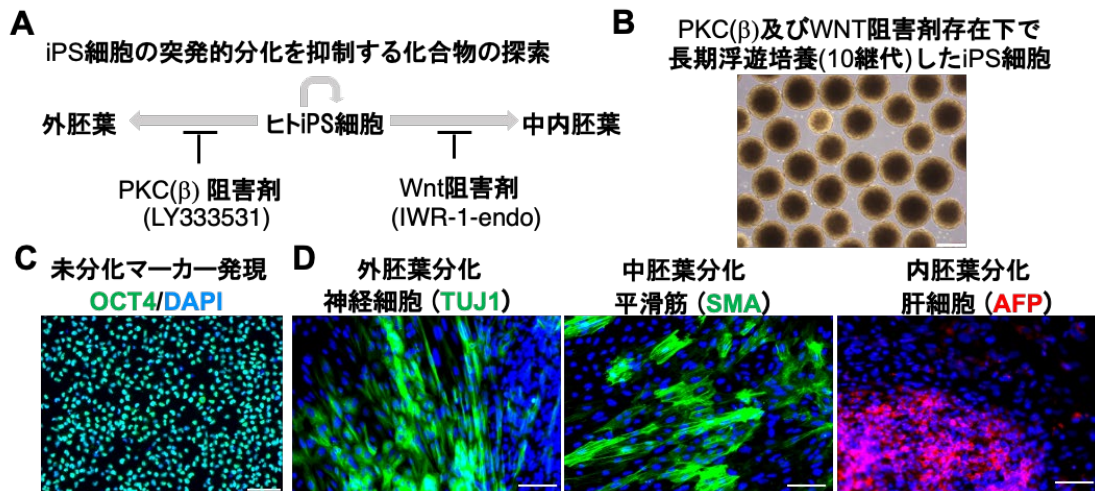 A
iPS細胞の突発的分化を抑制する化合物の探索
外胚葉
ヒトiPS細胞
中内胚葉
PKC(β) 阻害剤
(LY333531)
Wnt阻害剤
(IWR-1-endo)
B
PKC(β)及びWNT阻害剤存在下で
長期浮遊培養(10継代)したiPS細胞
C
未分化マーカー発現
OCT4/DAPI
D
外胚葉分化
神経細胞（TUJ1）
中胚葉分化
平滑筋（SMA）
内胚葉分化
肝細胞（AFP）